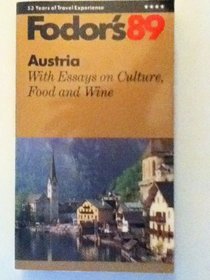 53 Years of Travel Experience
Fodor's89
Austria
With Essays on Culture,
Food and Wine